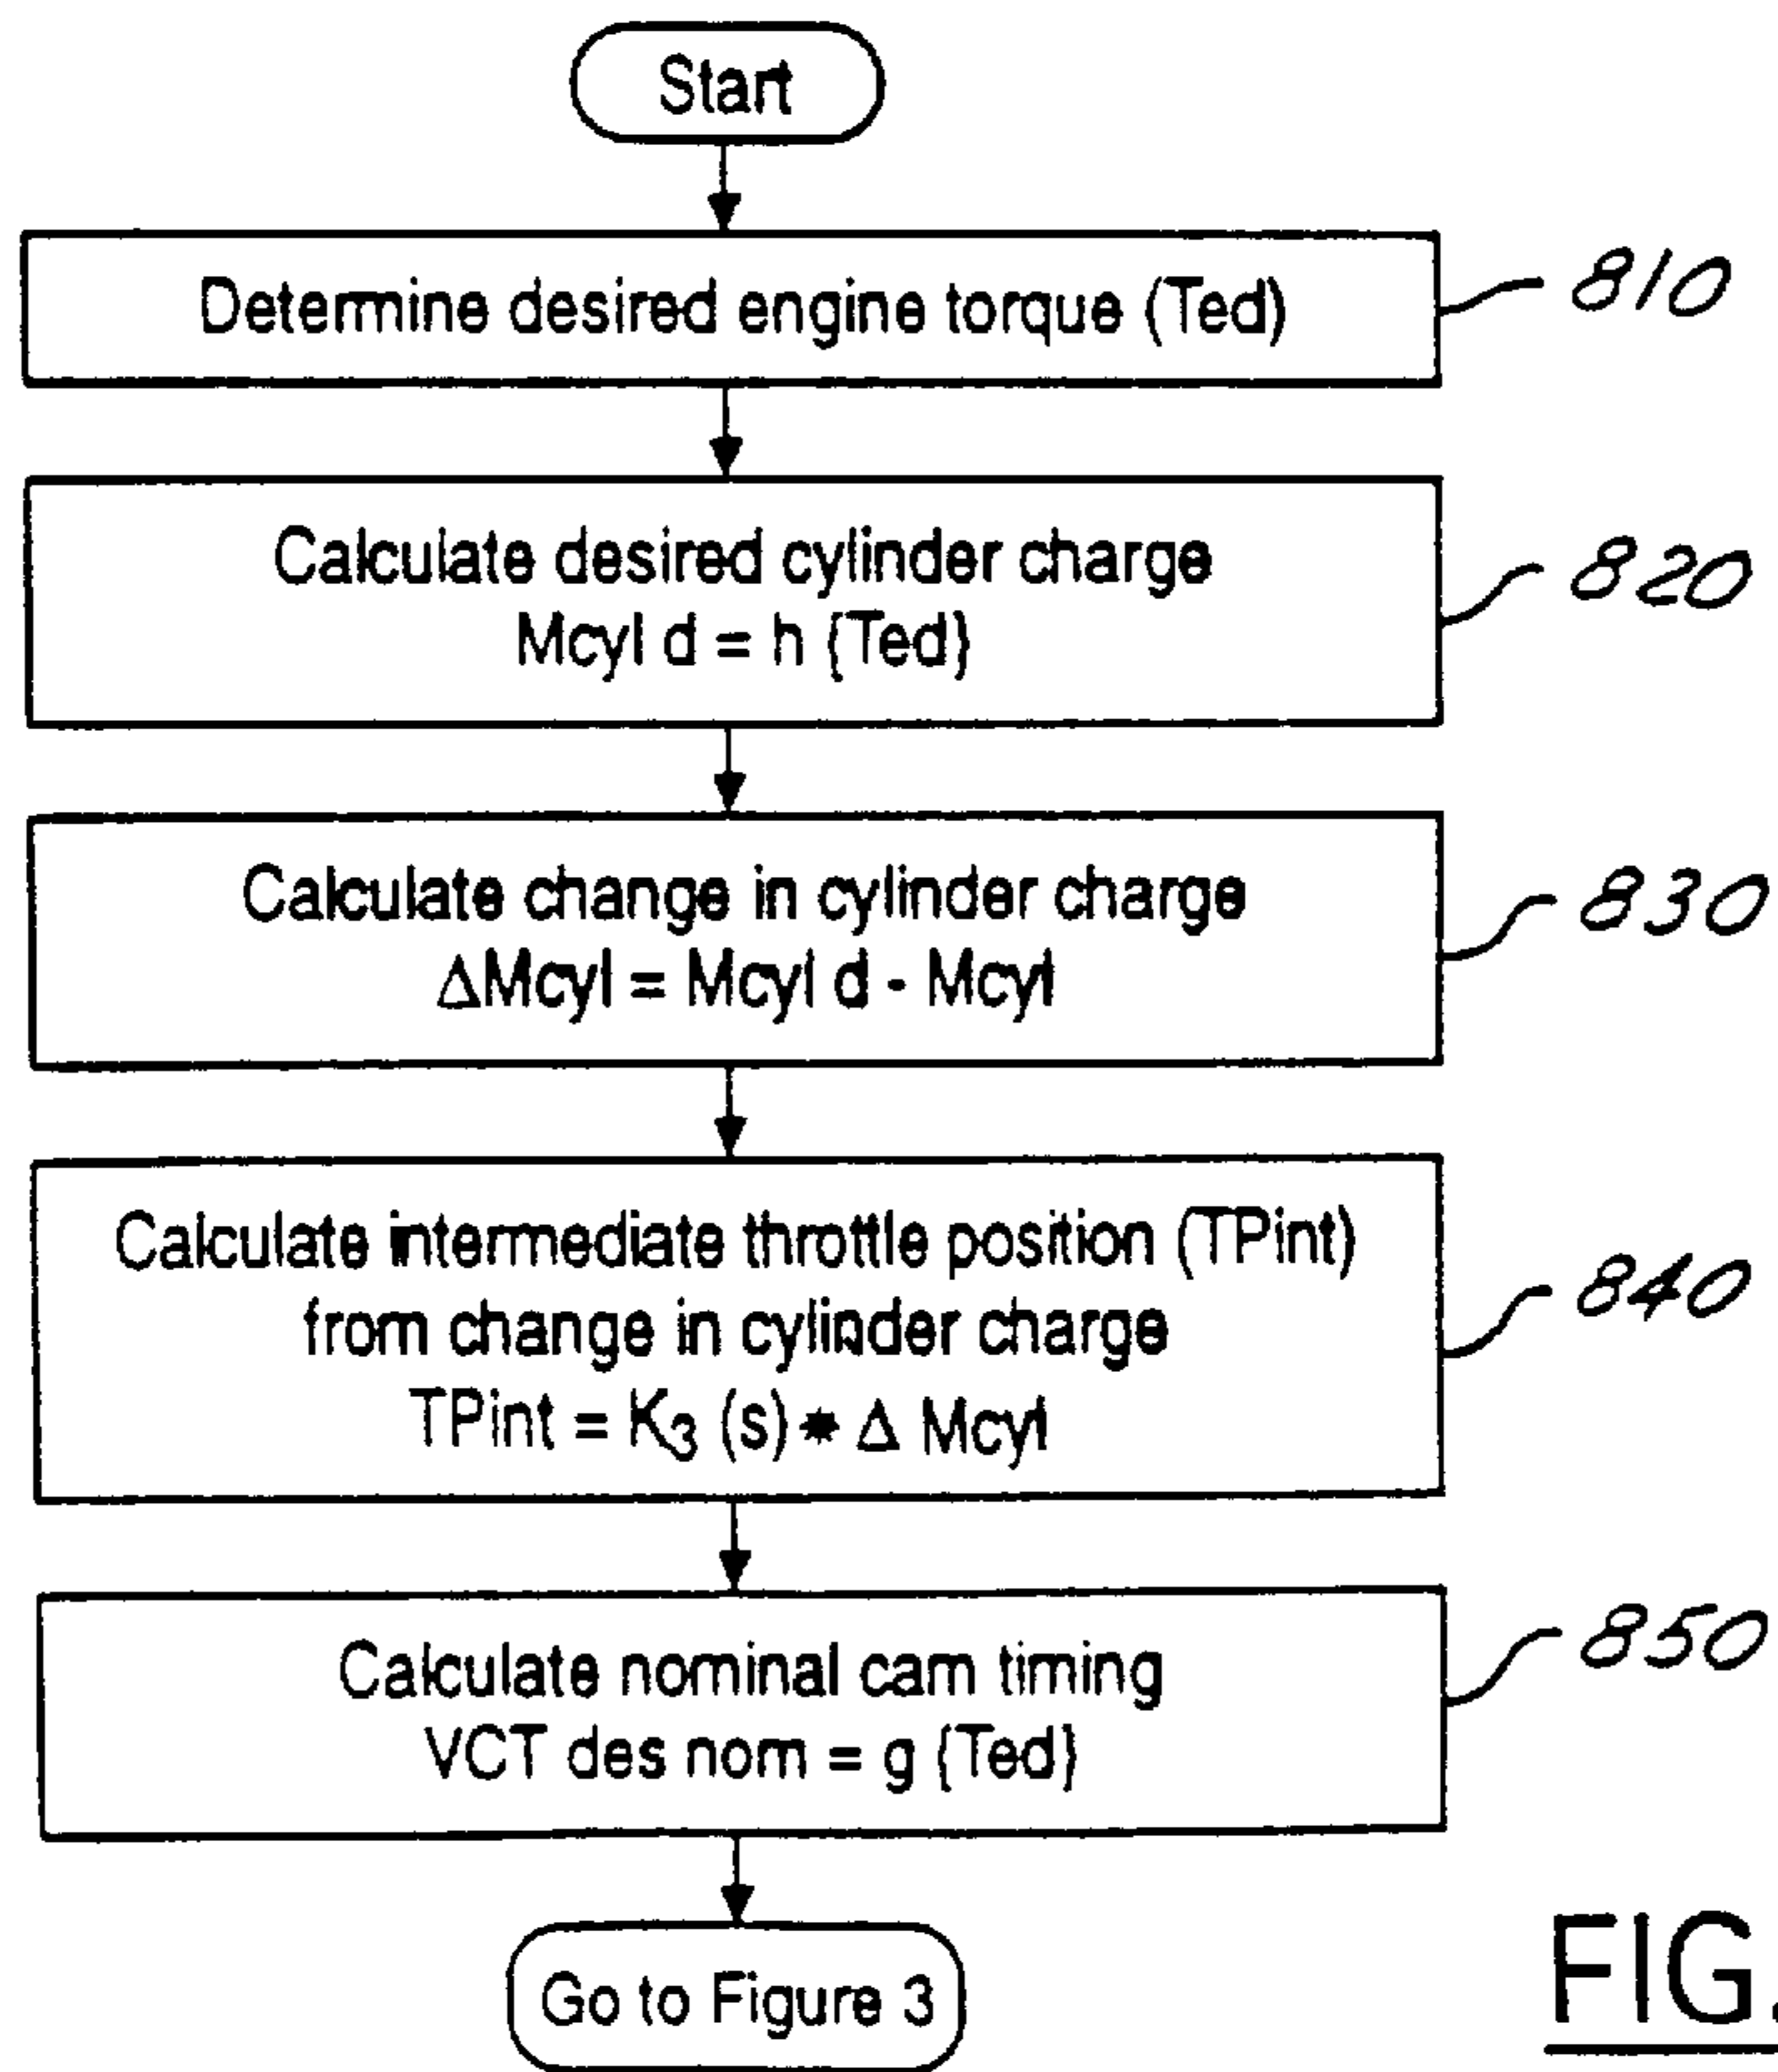 Start
Determine desired engine torque (Ted)
810
Calculate desired cylinder charge
Mcyl d = h {Ted}
820
Calculate change in cylinder charge
ΔMcyl = Mcyl d - Mcyl
830
Calculate intermediate throttle position (TPint)
from change in cylinder charge
TPint = K₃ (s) * Δ Mcyl
840
Calculate nominal cam timing
VCT des nom = g {Ted}
850
Go to Figure 3
FIG.